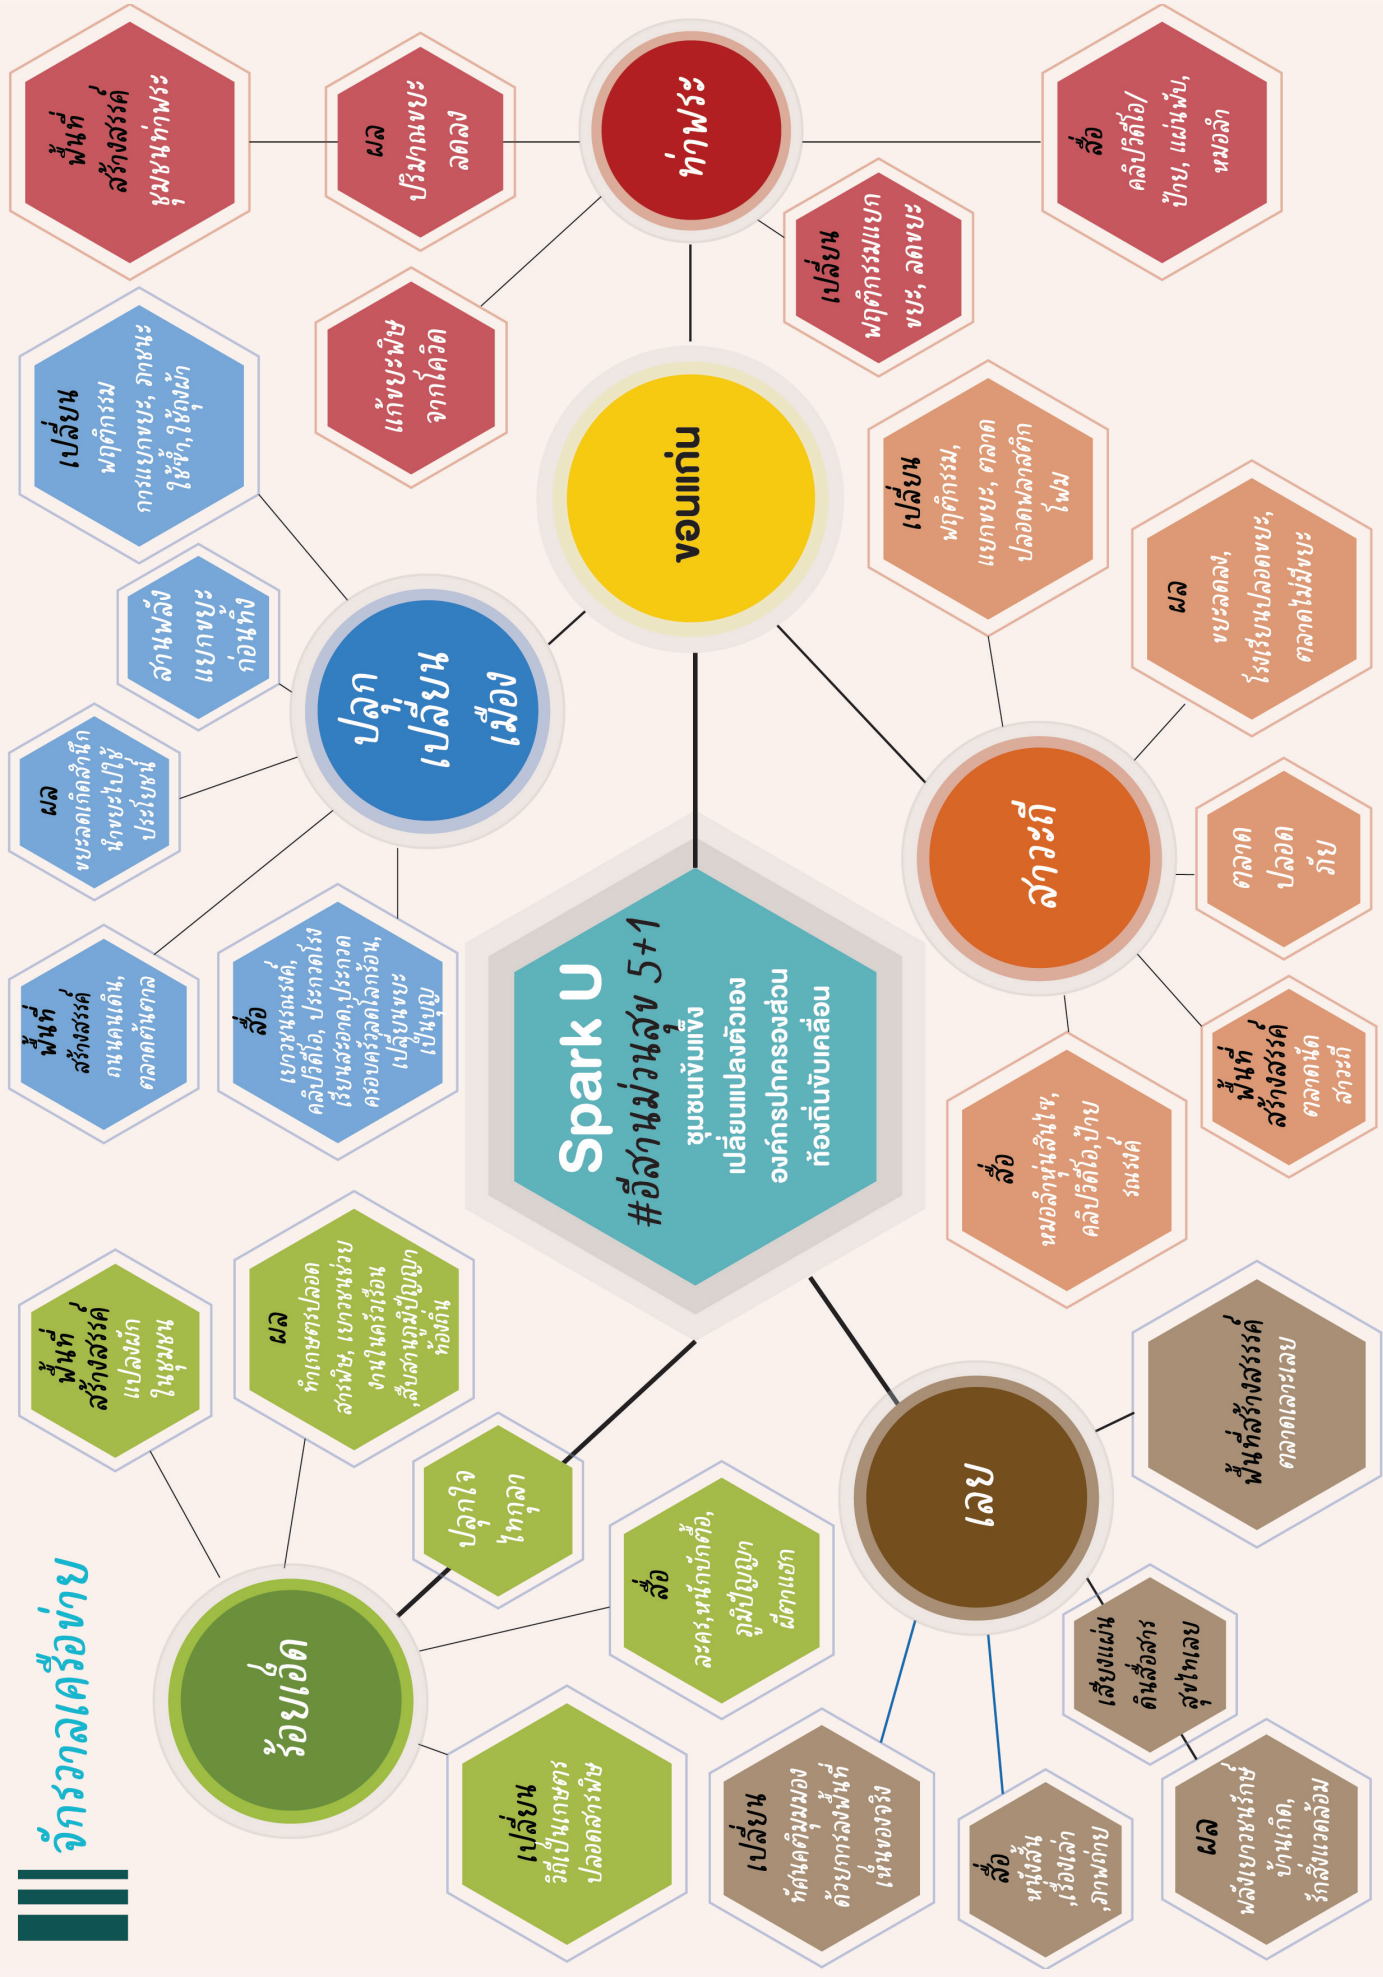 จักรวาลเครือข่าย
Spark U
#อีสานม่วนสุข 5+1
ชุมชนเข้มแข็ง
เปลี่ยนแปลงตัวเอง
องค์กรปกครองส่วน
ท้องถิ่นขับเคลื่อน
ร้อยเอ็ด
พื้นที่
สร้างสรรค์
แปลงผัก
ในชุมชน
ผล
ทำเกษตรปลอด
สารพิษ, เยาวชนช่วย
งานในครัวเรือน
,สืบสานภูมิปัญญา
ท้องถิ่น
ปลุกใจ
ไทกุลา
สื่อ
ละคร,หนังบักตื้อ,
ภูมิปัญญา
ผีตาแฮก
เปลี่ยน
วิถีเป็นเกษตร
ปลอดสารพิษ
เลย
เปลี่ยน
ทัศนคติมุมมอง
ด้วยการลงพื้นที่
เห็นของจริง
สื่อ
หนังสั้น
,เรื่องเล่า
,ภาพถ่าย
เสียงแผ่น
ดินสื่อสาร
สุขไทเลย
ผล
พลังเยาวชนรักษ์
บ้านเกิด,
รักสิ่งแวดล้อม
พื้นที่สร้างสรรรค์
ตลาดเลาะเลย
ขอนแก่น
ปลุก
เปลี่ยน
เมือง
พื้นที่
สร้างสรรค์
ถนนคนเดิน,
ตลาดต้นตาล
สื่อ
เยาวชนรณรงค์,
คลิปวิดีโอ, ประกวดโรง
เรียนสะอาด,ประกวด
ครอบครัวลดโลกร้อน,
เปลี่ยนขยะ
เป็นบุญ
ผล
ขยะลดเกิดสำนึก
นำขยะไปใช้
ประโยชน์
สานพลัง
แยกขยะ
ก่อนทิ้ง
เปลี่ยน
พฤติกรรม
การแยกขยะ, ภาชนะ
ใช้ซ้ำ,ใช้ถุงผ้า
ท่าพระ
พื้นที่
สร้างสรรค์
ชุมชนท่าพระ
ผล
ปริมาณขยะ
ลดลง
แก้ขยะพิษ
จากโควิด
เปลี่ยน
พฤติกรรมแยก
ขยะ, ลดขยะ
สื่อ
คลิปวิดีโอ/
ป้าย, แผ่นพับ,
หมอลำ
สาวะถี
เปลี่ยน
พฤติกรรม,
แยกขยะ, ตลาด
ปลอดพลาสติก
โฟม
ผล
ขยะลดลง,
โรงเรียนปลอดขยะ,
ตลาดไม่มีขยะ
ตลาด
ปลอด
ภัย
พื้นที่
สร้างสรรค์
ตลาดนัด
สาวะถี
สื่อ
หมอลำหุ่นสินไซ,
คลิปวิดีโอ,ป้าย
รณรงค์